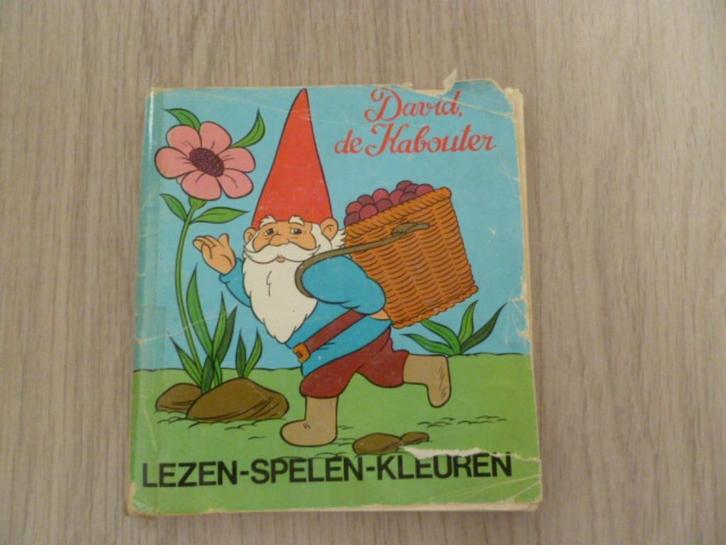 David,
de Kabouter
LEZEN-SPELEN-KLEUREN